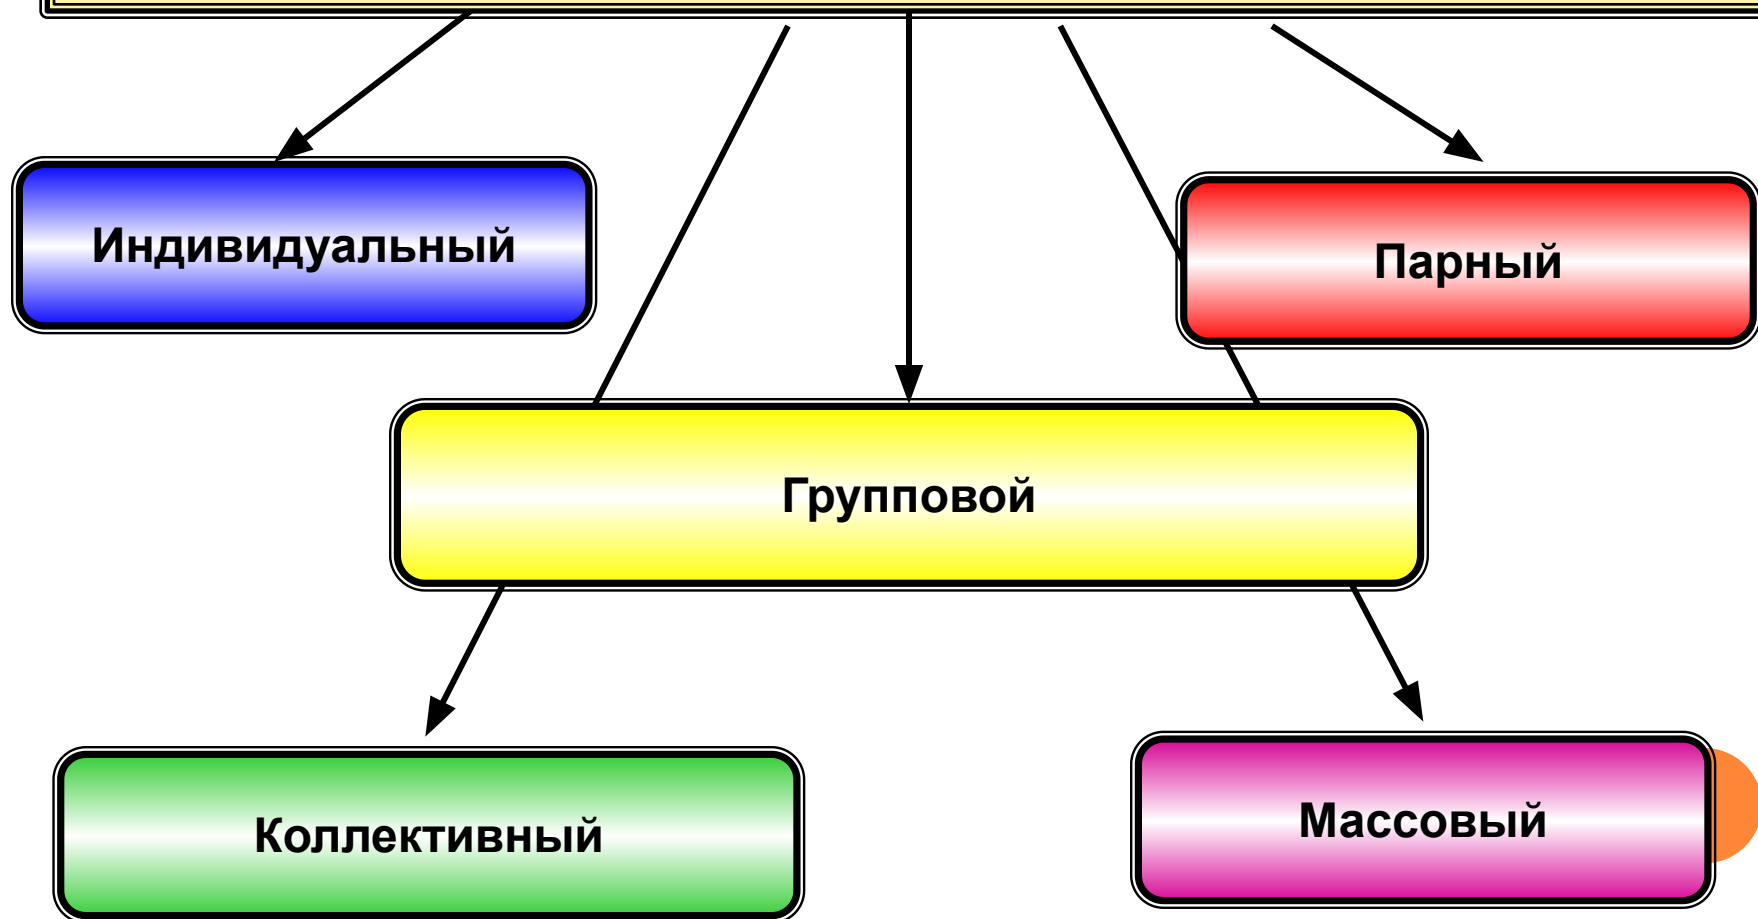 Индивидуальный
Парный
Групповой
Коллективный
Массовый